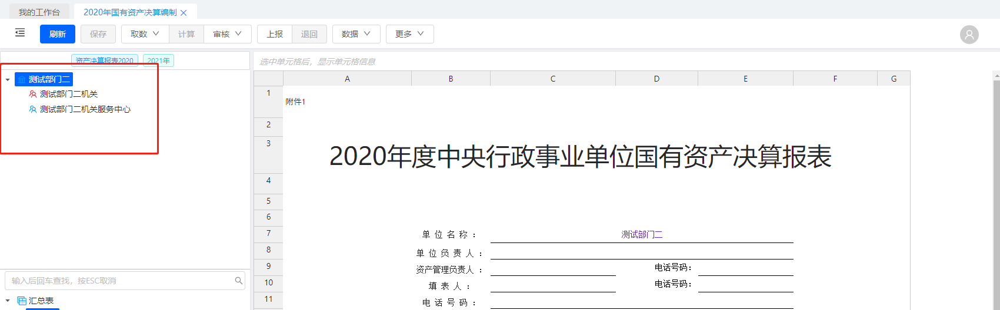 我的工作台 2020年国有资产决算编制
刷新 保存 取数 计算 审核 上报 退回 数据 更多
资产决算报表2020 2021年
测试部门二
测试部门二机关
测试部门二机关服务中心
输入后回车查找，按ESC取消
汇总表
选中单元格后，显示单元格信息
A B C D E F G
1 附件1
2
3 2020年度中央行政事业单位国有资产决算报表
4
5
6
7 单位名称： 测试部门二
8 单位负责人：
9 资产管理负责人： 电话号码：
10 填表人： 电话号码：
11 电话号码：